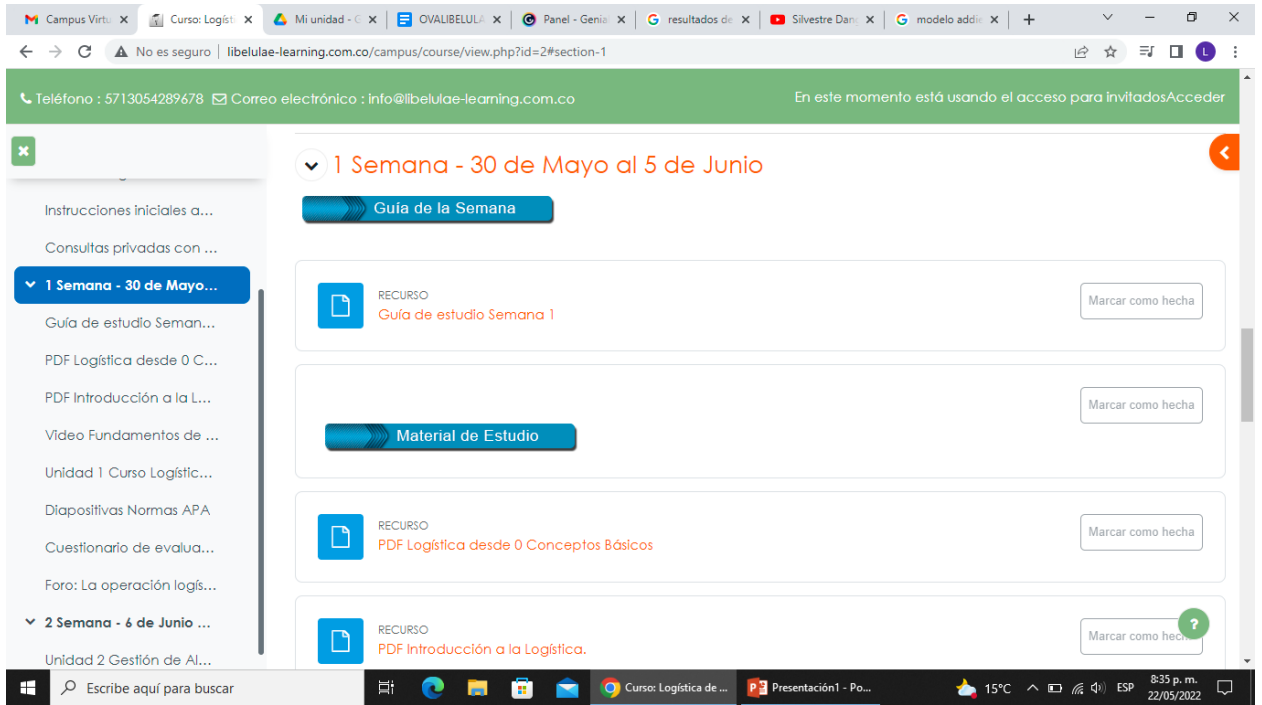 Campus Virtu
Curso: Logísti
Mi unidad - G
OVALIBELULA
Panel - Genial
resultados de
Silvestre Dang
modelo addie
No es seguro
libelulae-learning.com.co/campus/course/view.php?id=2#section-1
L
Teléfono : 5713054289678 Correo electrónico : info@libelulae-learning.com.co
En este momento está usando el acceso para invitadosAcceder
Instrucciones iniciales a...
Consultas privadas con ...
1 Semana - 30 de Mayo...
Guía de estudio Seman...
PDF Logística desde 0 C...
PDF Introducción a la L...
Video Fundamentos de ...
Unidad 1 Curso Logístic...
Diapositivas Normas APA
Cuestionario de evalua...
Foro: La operación logís...
2 Semana - 6 de Junio ...
Unidad 2 Gestión de Al...
1 Semana - 30 de Mayo al 5 de Junio
Guía de la Semana
RECURSO
Guía de estudio Semana 1
Marcar como hecha
Marcar como hecha
Material de Estudio
RECURSO
PDF Logística desde 0 Conceptos Básicos
Marcar como hecha
RECURSO
PDF Introducción a la Logística.
Marcar como hech
?
Escribe aquí para buscar
Curso: Logística de ...
Presentación1 - Po...
15°C
ESP
8:35 p. m.
22/05/2022